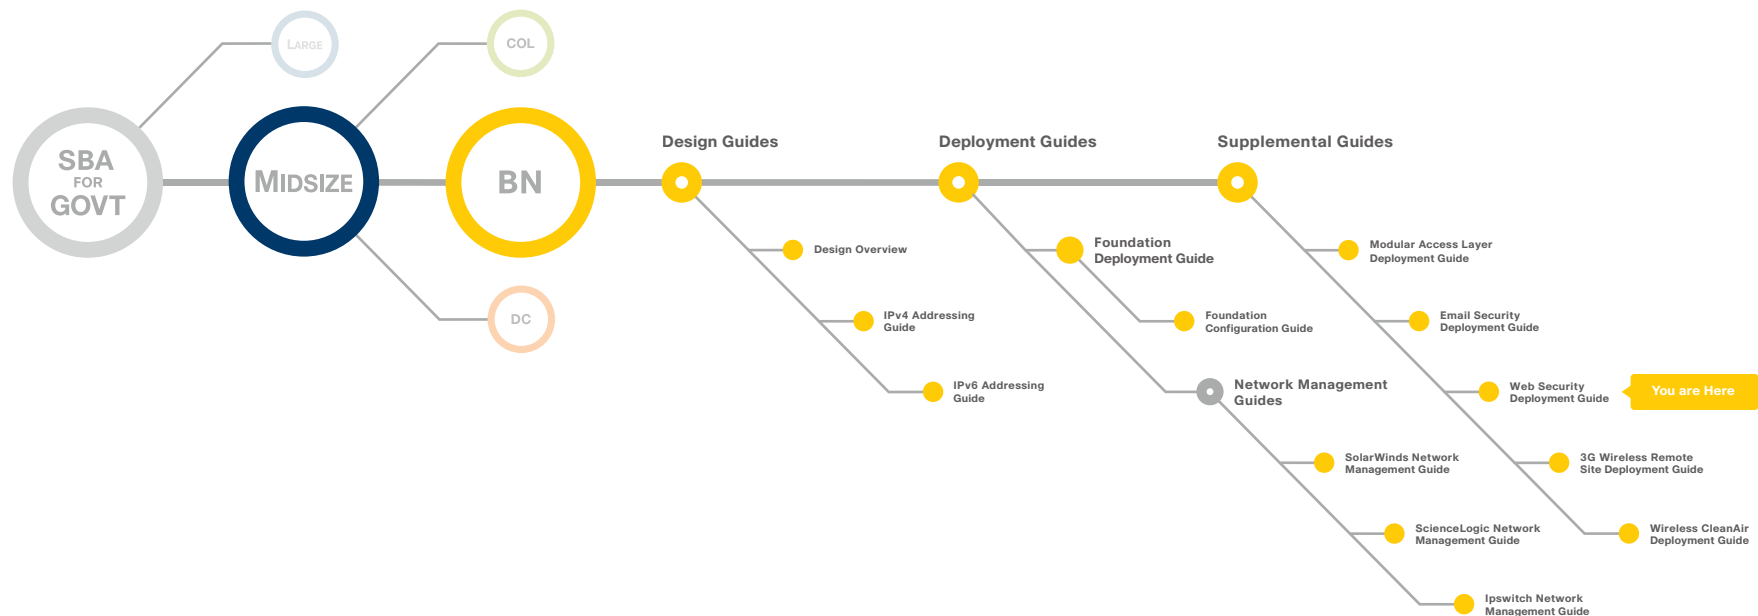 LARGE
COL
SBA
FOR
GOVT
MIDSIZE
BN
DC
Design Guides
Design Overview
IPv4 Addressing
Guide
IPv6 Addressing
Guide
Deployment Guides
Foundation
Deployment Guide
Foundation
Configuration Guide
Network Management
Guides
SolarWinds Network
Management Guide
ScienceLogic Network
Management Guide
Ipswitch Network
Management Guide
Supplemental Guides
Modular Access Layer
Deployment Guide
Email Security
Deployment Guide
Web Security
Deployment Guide
You are Here
3G Wireless Remote
Site Deployment Guide
Wireless CleanAir
Deployment Guide